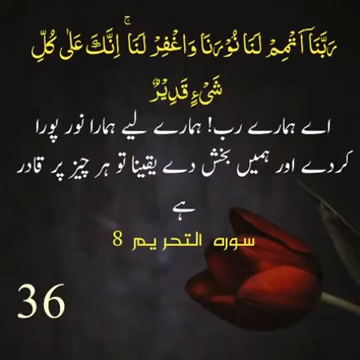 رَبَّنَاۤ اَتْمِمْ لَنَا نُوْرَنَا وَاغْفِرْ لَنَا ۚ اِنَّكَ عَلٰى كُلِّ
شَىْءٍ قَدِيْرٌ
اے ہمارے رب! ہمارے لیے ہمارا نور پورا
کردے اور ہمیں بخش دے یقینا تو ہر چیز پر قادر
ہے
سورہ التحریم 8
36